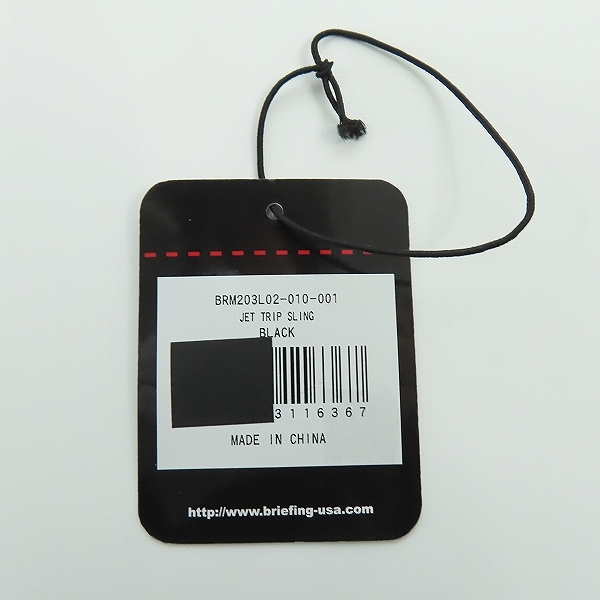 BRM203L02-010-001
JET TRIP SLING
BLACK
3116367
MADE IN CHINA
http://www.briefing-usa.com